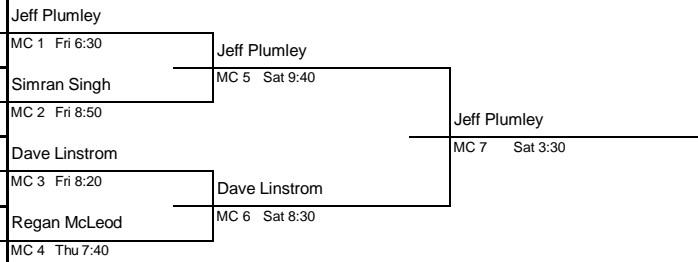 Jeff Plumley
MC 1 Fri 6:30
Jeff Plumley
MC 5 Sat 9:40
Simran Singh
MC 2 Fri 8:50
Jeff Plumley
MC 7 Sat 3:30
Dave Linstrom
MC 3 Fri 8:20
Dave Linstrom
MC 6 Sat 8:30
Regan McLeod
MC 4 Thu 7:40